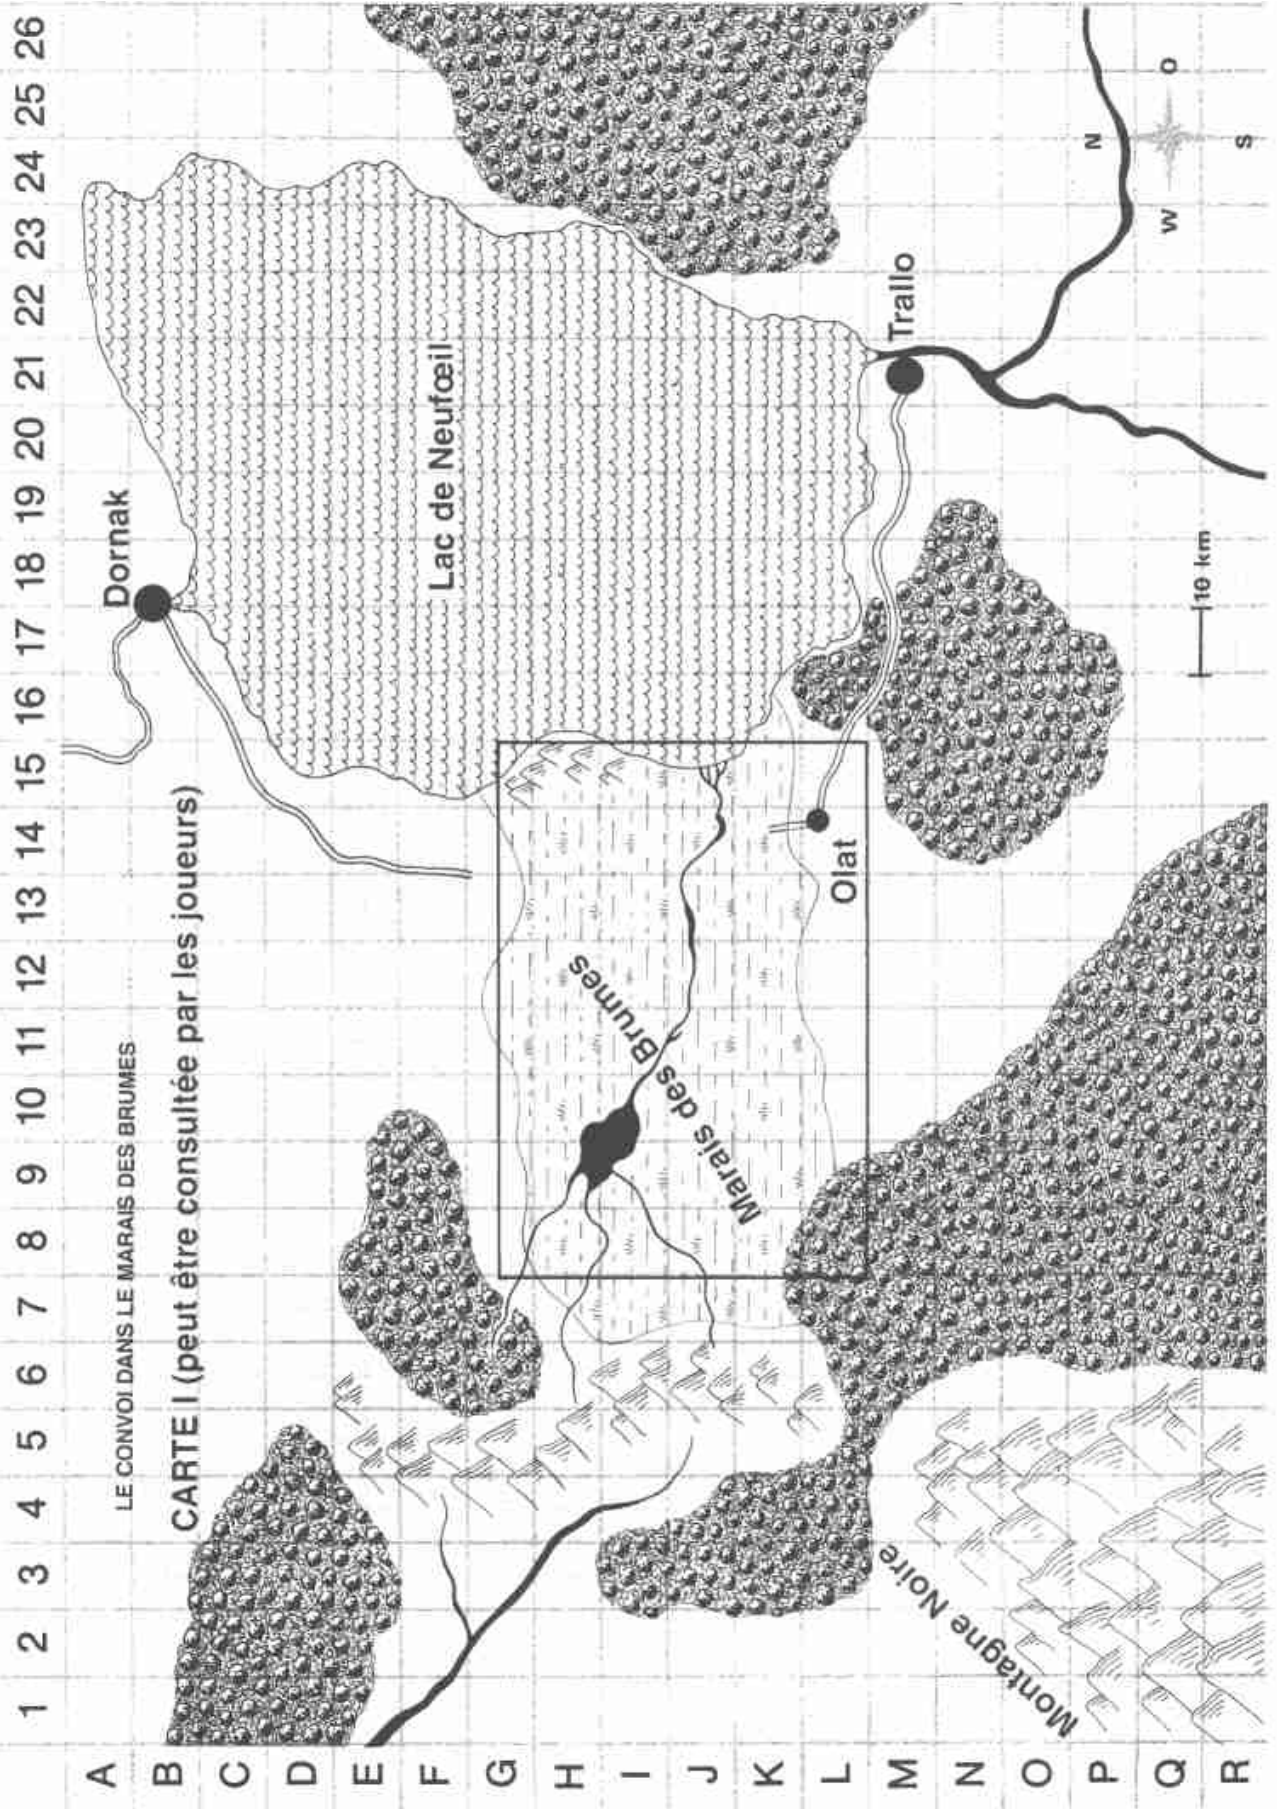 LE CONVOI DANS LE MARAIS DES BRUMES
CARTE I (peut être consultée par les joueurs)
1 2 3 4 5 6 7 8 9 10 11 12 13 14 15 16 17 18 19 20 21 22 23 24 25 26
A
B
C
D
E
F
G
H
I
J
K
L
M
N
O
P
Q
R
Dornak
Lac de Neufœil
Marais des Brumes
Olat
Trallo
Montagne Noire
10 km
N
W
O
S